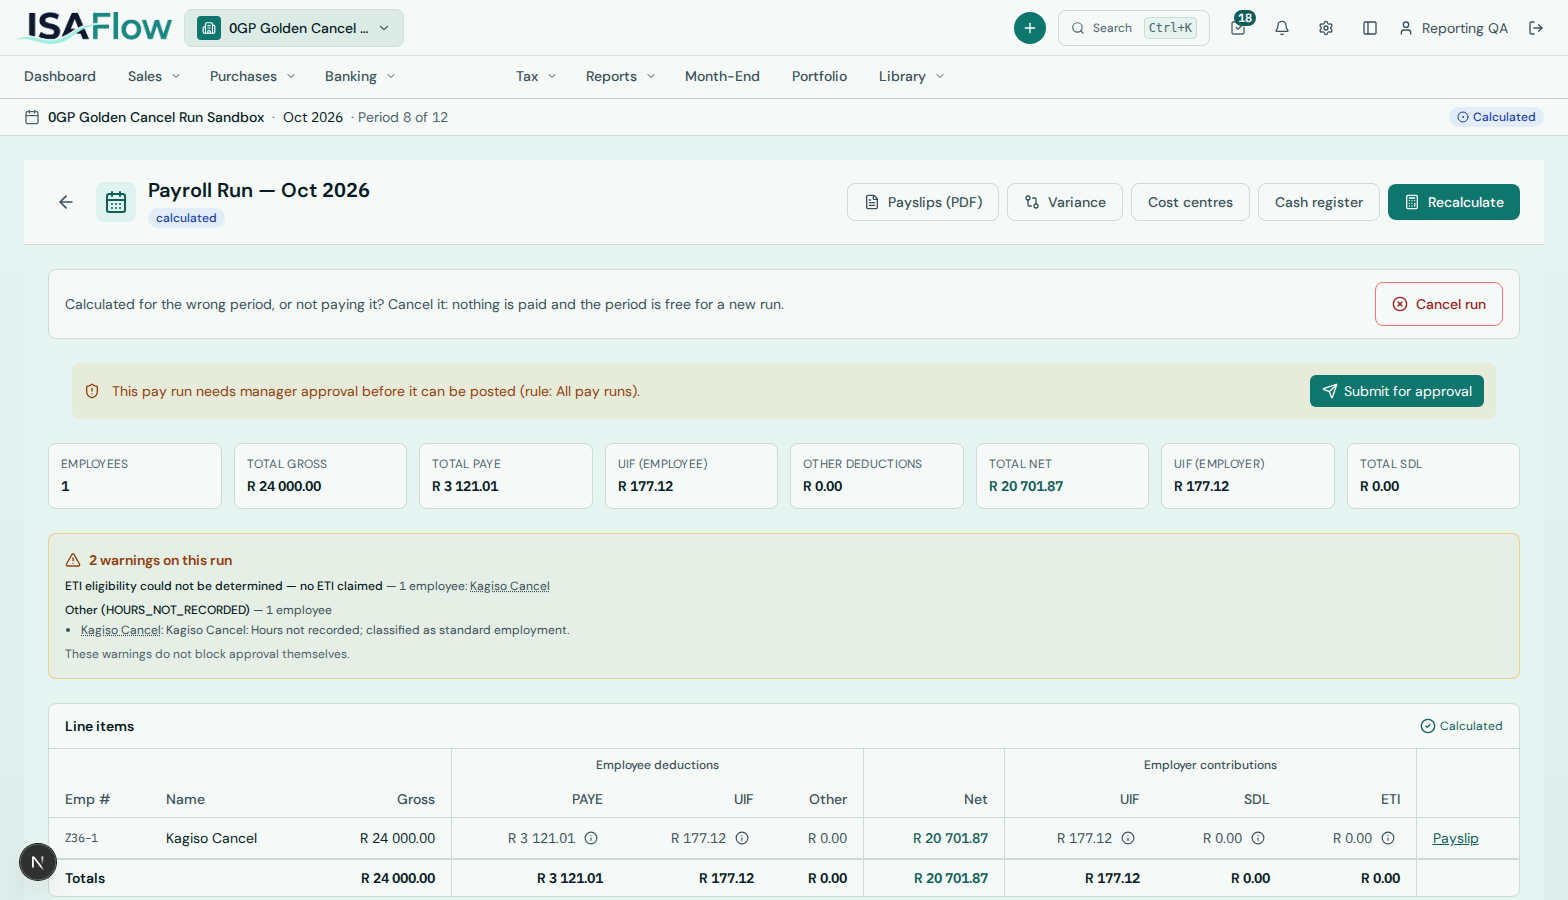 ISAFlow
0GP Golden Cancel ...
Search Ctrl+K
18
Reporting QA
Dashboard Sales Purchases Banking Tax Reports Month-End Portfolio Library
0GP Golden Cancel Run Sandbox · Oct 2026 · Period 8 of 12
Calculated
Payroll Run — Oct 2026
calculated
Payslips (PDF) Variance Cost centres Cash register Recalculate
Calculated for the wrong period, or not paying it? Cancel it: nothing is paid and the period is free for a new run.
Cancel run
This pay run needs manager approval before it can be posted (rule: All pay runs).
Submit for approval
EMPLOYEES TOTAL GROSS TOTAL PAYE UIF (EMPLOYEE) OTHER DEDUCTIONS TOTAL NET UIF (EMPLOYER) TOTAL SDL
1 R 24 000.00 R 3 121.01 R 177.12 R 0.00 R 20 701.87 R 177.12 R 0.00
2 warnings on this run
ETI eligibility could not be determined — no ETI claimed — 1 employee: Kagiso Cancel
Other (HOURS_NOT_RECORDED) — 1 employee
• Kagiso Cancel: Kagiso Cancel: Hours not recorded; classified as standard employment.
These warnings do not block approval themselves.
Line items
Calculated
Employee deductions Employer contributions
Emp # Name Gross PAYE UIF Other Net UIF SDL ETI
Z36-1 Kagiso Cancel R 24 000.00 R 3 121.01 R 177.12 R 0.00 R 20 701.87 R 177.12 R 0.00 R 0.00 Payslip
N
Totals R 24 000.00 R 3 121.01 R 177.12 R 0.00 R 20 701.87 R 177.12 R 0.00 R 0.00